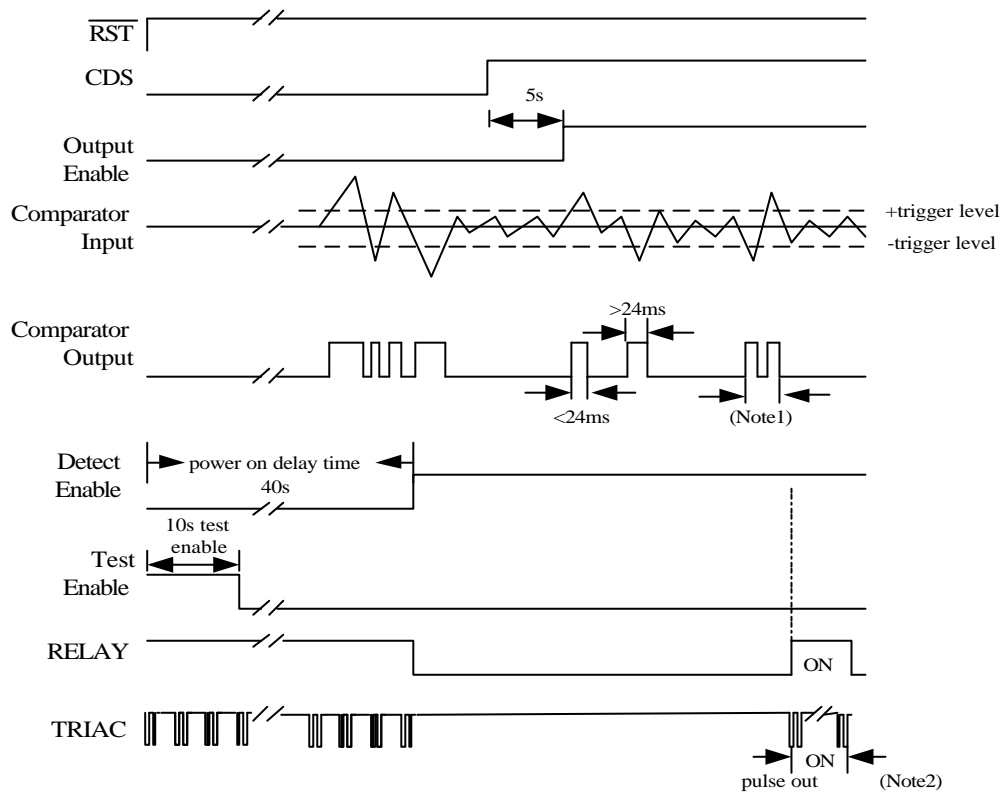 RST
CDS
5s
Output
Enable
Comparator
Input
+trigger level
-trigger level
>24ms
Comparator
Output
<24ms
(Note1)
Detect
Enable
power on delay time
40s
10s test
enable
Test
Enable
RELAY
ON
TRIAC
ON
pulse out
(Note2)